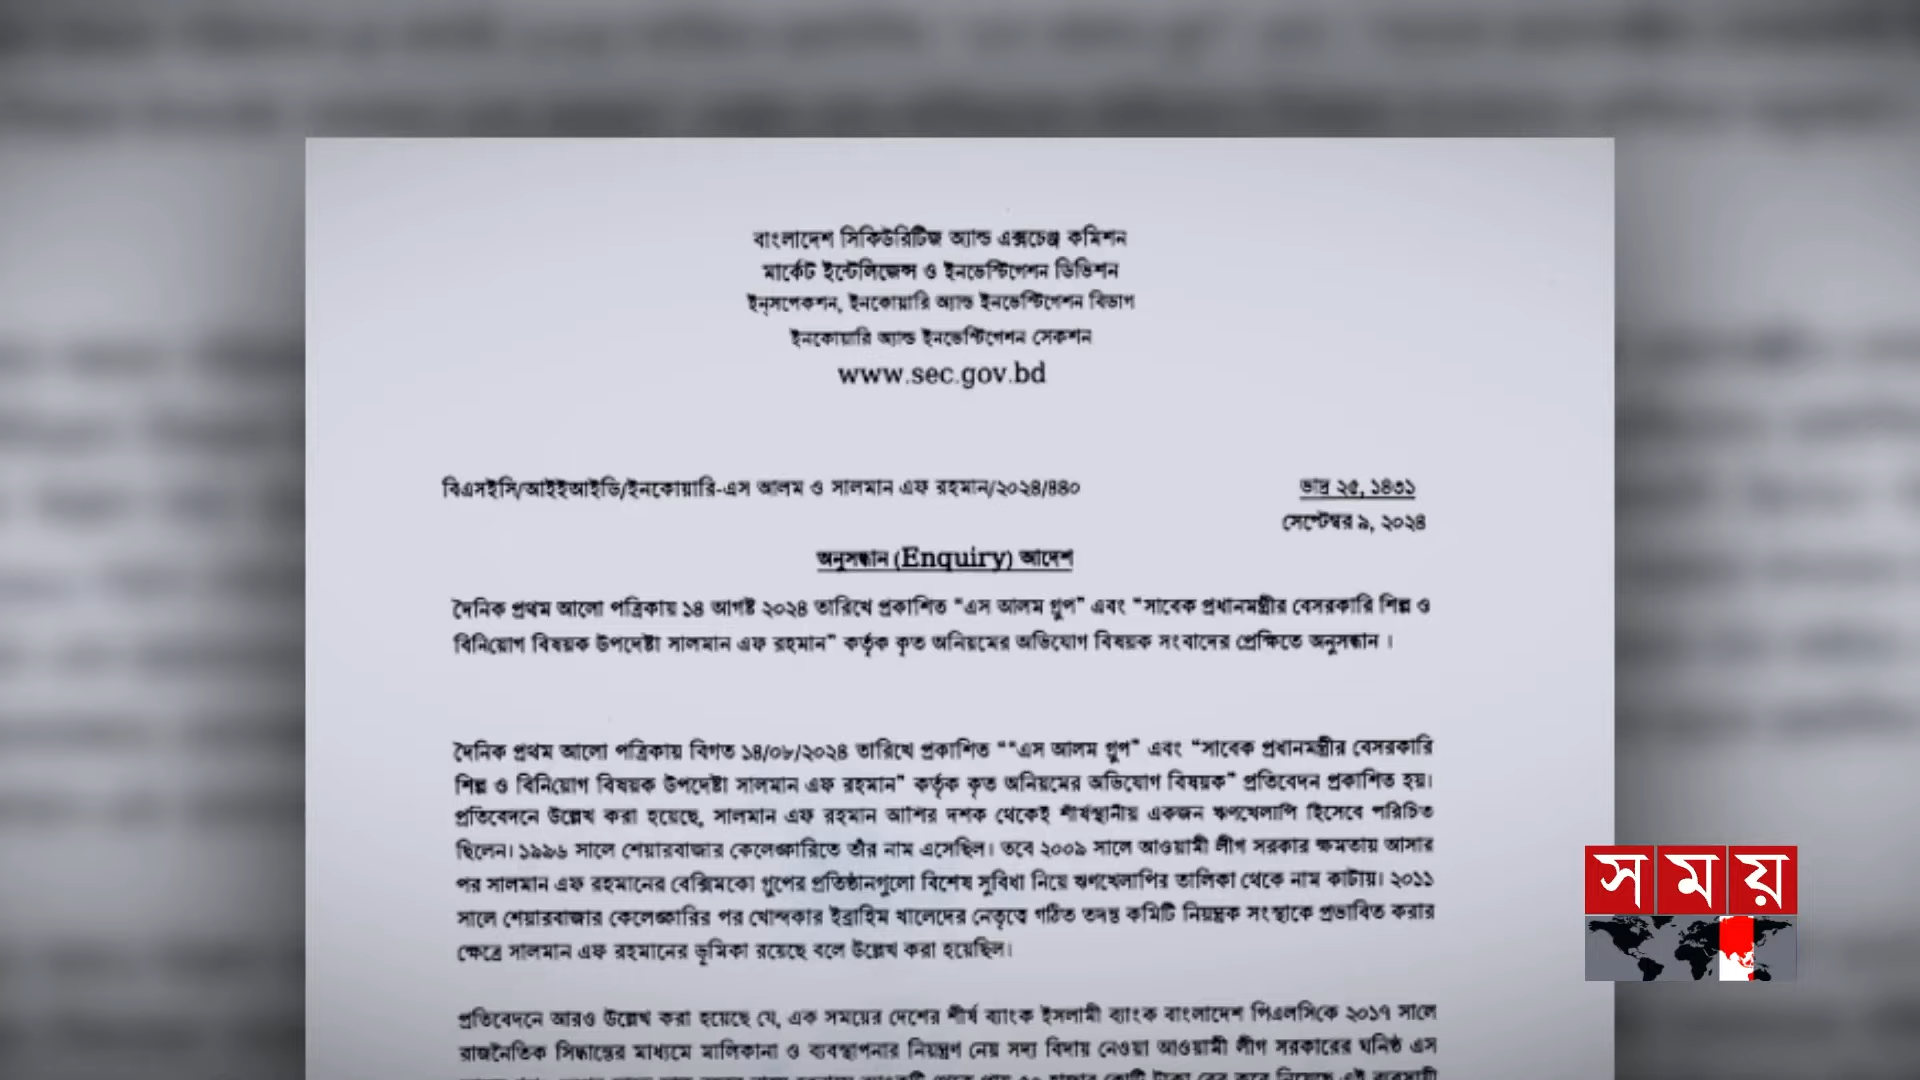 বাংলাদেশ সিকিউরিটিজ অ্যান্ড এক্সচেঞ্জ কমিশন
মার্কেট ইন্টেলিজেন্স ও ইনভেস্টিগেশন ডিভিশন
ইন্সপেকশন, ইনকোয়ারি অ্যান্ড ইনভেস্টিগেশন বিভাগ
ইনকোয়ারি অ্যান্ড ইনভেস্টিগেশন সেকশন
www.sec.gov.bd
বিএসইসি/আইইআইডি/ইনকোয়ারি-এস আলম ও সালমান এফ রহমান/২০২৪/৪৪০
ভাদ্র ২৫, ১৪৩১
সেপ্টেম্বর ৯, ২০২৪
অনুসন্ধান (Enquiry) আদেশ
দৈনিক প্রথম আলো পত্রিকায় ১৪ আগষ্ট ২০২৪ তারিখে প্রকাশিত “এস আলম গ্রুপ” এবং “সাবেক প্রধানমন্ত্রীর বেসরকারি শিল্প ও
বিনিয়োগ বিষয়ক উপদেষ্টা সালমান এফ রহমান” কর্তৃক কৃত অনিয়মের অভিযোগ বিষয়ক সংবাদের প্রেক্ষিতে অনুসন্ধান ।
দৈনিক প্রথম আলো পত্রিকায় বিগত ১৪/০৮/২০২৪ তারিখে প্রকাশিত ““এস আলম গ্রুপ” এবং “সাবেক প্রধানমন্ত্রীর বেসরকারি
শিল্প ও বিনিয়োগ বিষয়ক উপদেষ্টা সালমান এফ রহমান” কর্তৃক কৃত অনিয়মের অভিযোগ বিষয়ক” প্রতিবেদন প্রকাশিত হয়।
প্রতিবেদনে উল্লেখ করা হয়েছে, সালমান এফ রহমান আশির দশক থেকেই শীর্ষস্থানীয় একজন ঋণখেলাপি হিসেবে পরিচিত
ছিলেন। ১৯৯৬ সালে শেয়ারবাজার কেলেঙ্কারিতে তাঁর নাম এসেছিল। তবে ২০০৯ সালে আওয়ামী লীগ সরকার ক্ষমতায় আসার
পর সালমান এফ রহমানের বেক্সিমকো গ্রুপের প্রতিষ্ঠানগুলো বিশেষ সুবিধা নিয়ে ঋণখেলাপির তালিকা থেকে নাম কাটায়। ২০১১
সালে শেয়ারবাজার কেলেঙ্কারির পর খোন্দকার ইব্রাহিম খালেদের নেতৃত্বে গঠিত তদন্ত কমিটি নিয়ন্ত্রক সংস্থাকে প্রভাবিত করার
ক্ষেত্রে সালমান এফ রহমানের ভূমিকা রয়েছে বলে উল্লেখ করা হয়েছিল।
প্রতিবেদনে আরও উল্লেখ করা হয়েছে যে, এক সময়ের দেশের শীর্ষ ব্যাংক ইসলামী ব্যাংক বাংলাদেশ পিএলসিকে ২০১৭ সালে
রাজনৈতিক সিদ্ধান্তের মাধ্যমে মালিকানা ও ব্যবস্থাপনার নিয়ন্ত্রণ নেয় সদ্য বিদায় নেওয়া আওয়ামী লীগ সরকারের ঘনিষ্ঠ এস
সময়